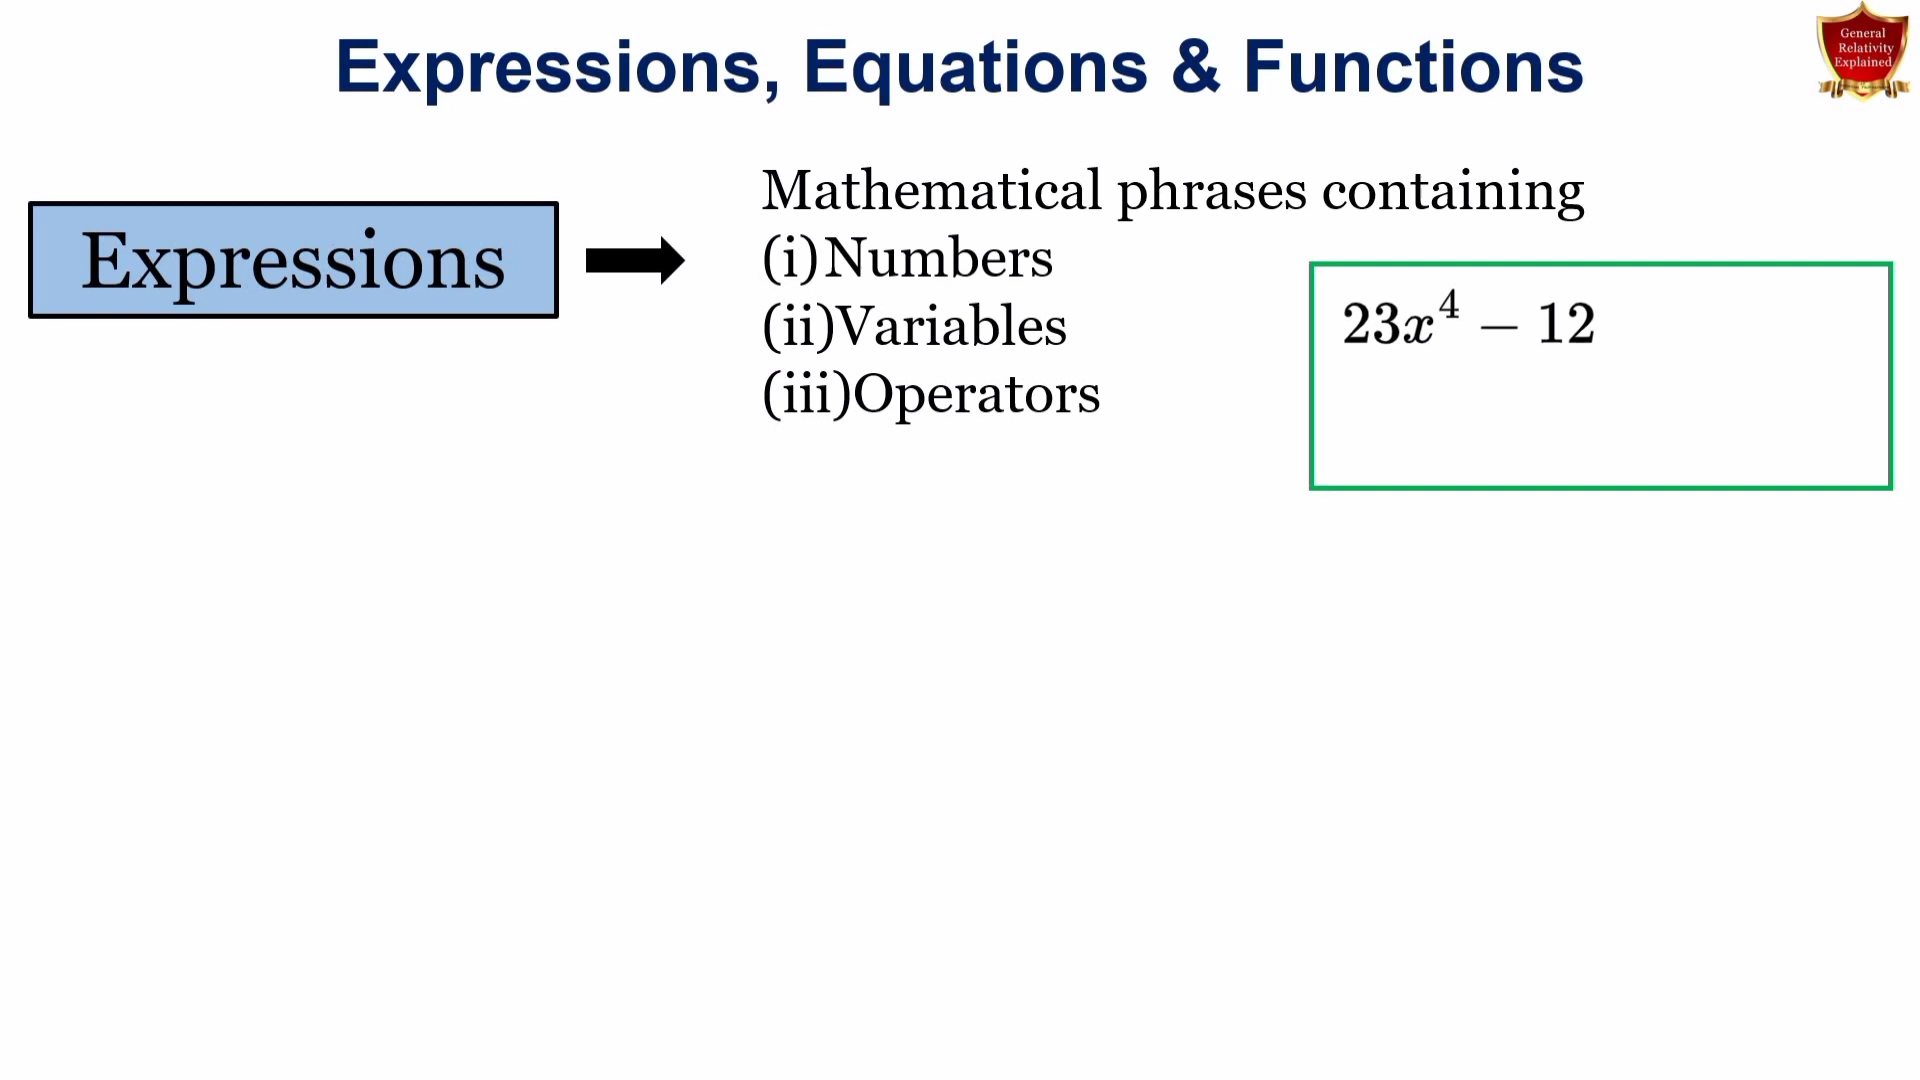 Expressions, Equations & Functions
General
Relativity
Explained
Expressions
Mathematical phrases containing
(i)Numbers
(ii)Variables
(iii)Operators
23x⁴ − 12